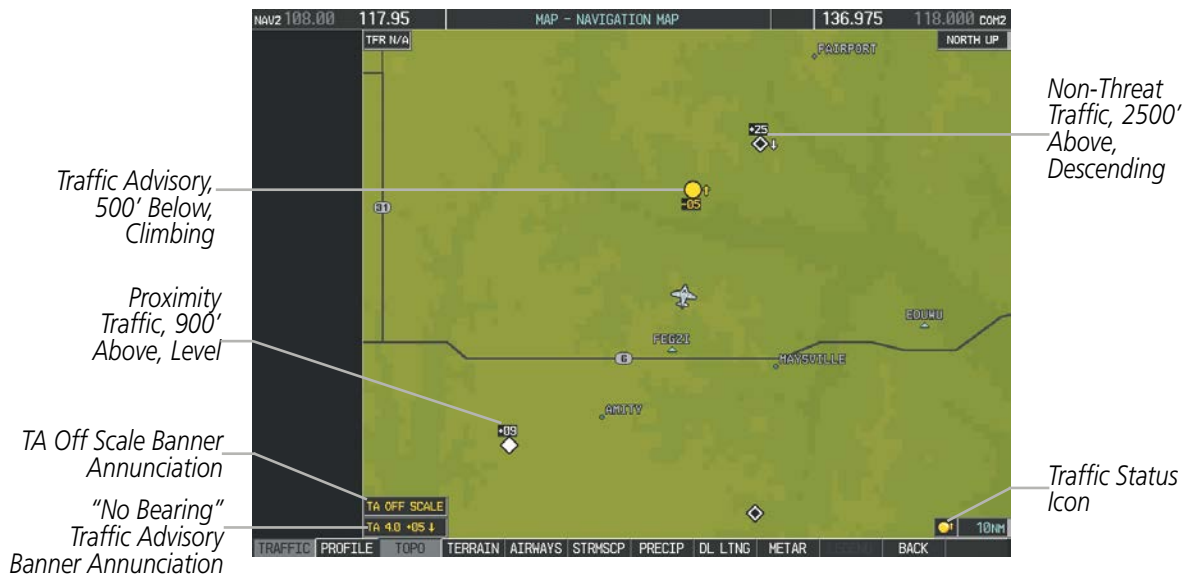 NAV2 108.00 117.95 MAP – NAVIGATION MAP 136.975 118.000 COM2
TFR N/A
NORTH UP
FAIRPORT
+25
Non-Threat
Traffic, 2500'
Above,
Descending
Traffic Advisory,
500' Below,
Climbing
-05
31
Proximity
Traffic, 900'
Above, Level
EOUWU
FEGZI
6
MAYSVILLE
AMITY
+09
TA Off Scale Banner
Annunciation
"No Bearing"
Traffic Advisory
Banner Annunciation
TA OFF SCALE
TA 4.0 +05 ↓
Traffic Status
Icon
10NM
TRAFFIC PROFILE TOPO TERRAIN AIRWAYS STRMSCP PRECIP DL LTNG METAR BACK